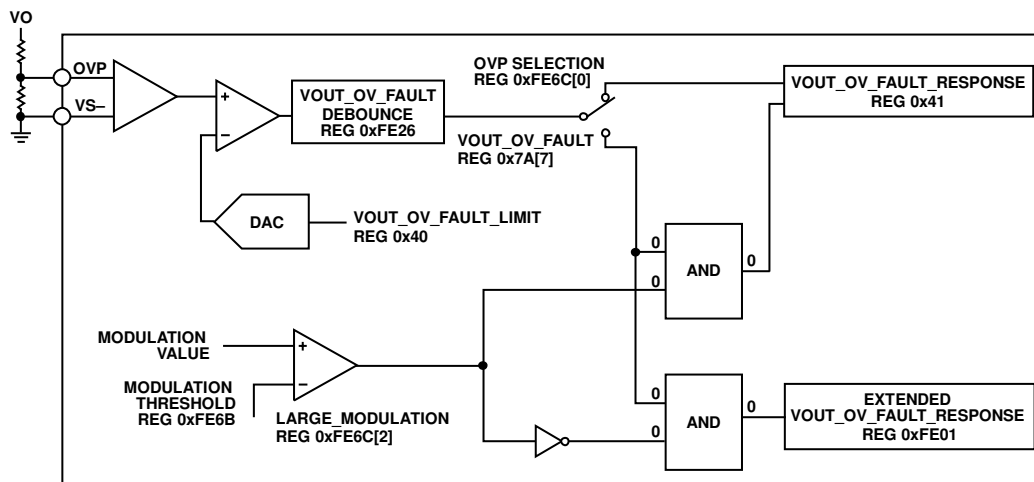 VO
OVP
VS–
+
–
VOUT_OV_FAULT
DEBOUNCE
REG 0xFE26
OVP SELECTION
REG 0xFE6C[0]
VOUT_OV_FAULT
REG 0x7A[7]
VOUT_OV_FAULT_RESPONSE
REG 0x41
DAC
VOUT_OV_FAULT_LIMIT
REG 0x40
0
0
AND
0
MODULATION
VALUE
+
–
MODULATION
THRESHOLD
REG 0xFE6B
LARGE_MODULATION
REG 0xFE6C[2]
0
0
AND
0
EXTENDED
VOUT_OV_FAULT_RESPONSE
REG 0xFE01